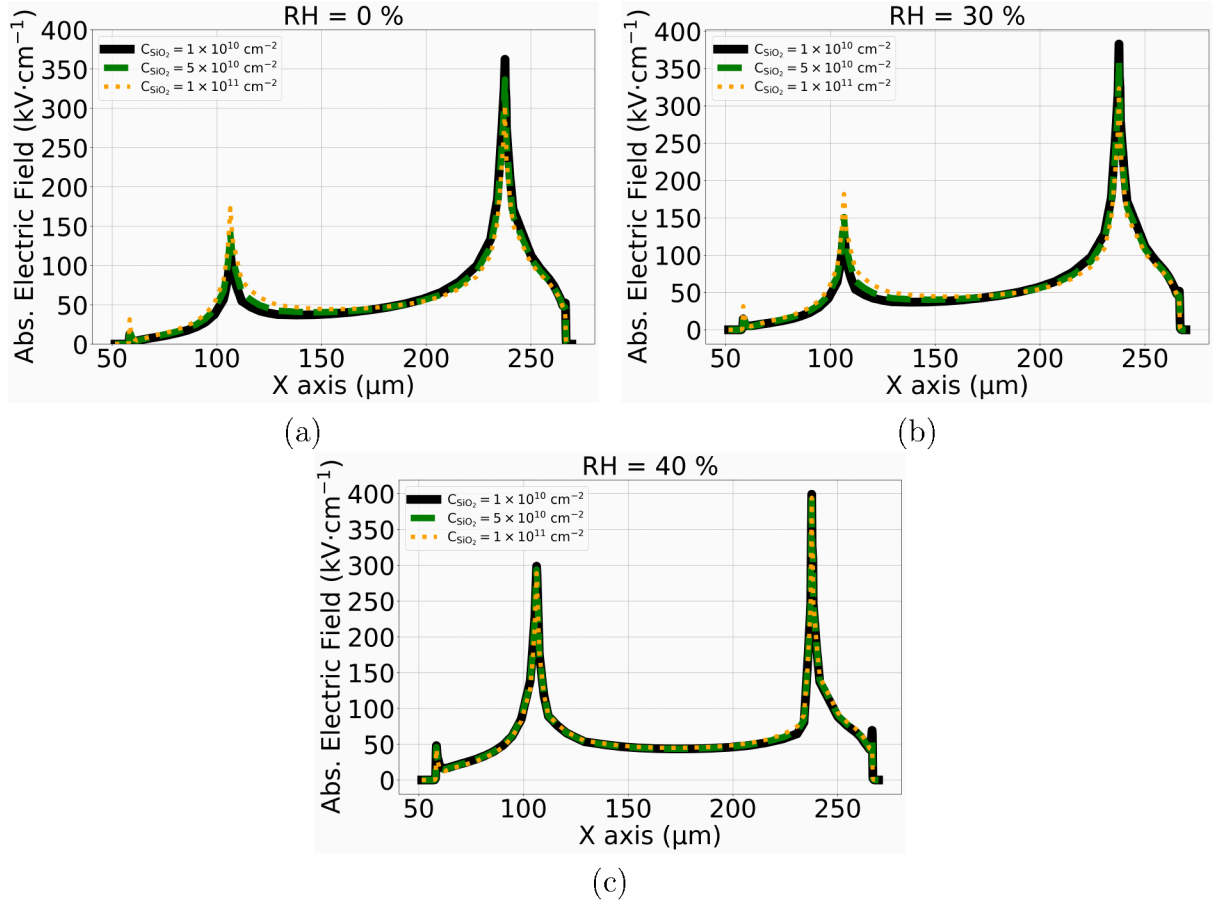 RH = 0 %
Abs. Electric Field (kV·cm⁻¹)
400
350
300
250
200
150
100
50
0
C_SiO₂ = 1 × 10¹⁰ cm⁻²
C_SiO₂ = 5 × 10¹⁰ cm⁻²
C_SiO₂ = 1 × 10¹¹ cm⁻²
50 100 150 200 250
X axis (μm)
(a)
RH = 30 %
Abs. Electric Field (kV·cm⁻¹)
400
350
300
250
200
150
100
50
0
C_SiO₂ = 1 × 10¹⁰ cm⁻²
C_SiO₂ = 5 × 10¹⁰ cm⁻²
C_SiO₂ = 1 × 10¹¹ cm⁻²
50 100 150 200 250
X axis (μm)
(b)
RH = 40 %
Abs. Electric Field (kV·cm⁻¹)
400
350
300
250
200
150
100
50
0
C_SiO₂ = 1 × 10¹⁰ cm⁻²
C_SiO₂ = 5 × 10¹⁰ cm⁻²
C_SiO₂ = 1 × 10¹¹ cm⁻²
50 100 150 200 250
X axis (μm)
(c)